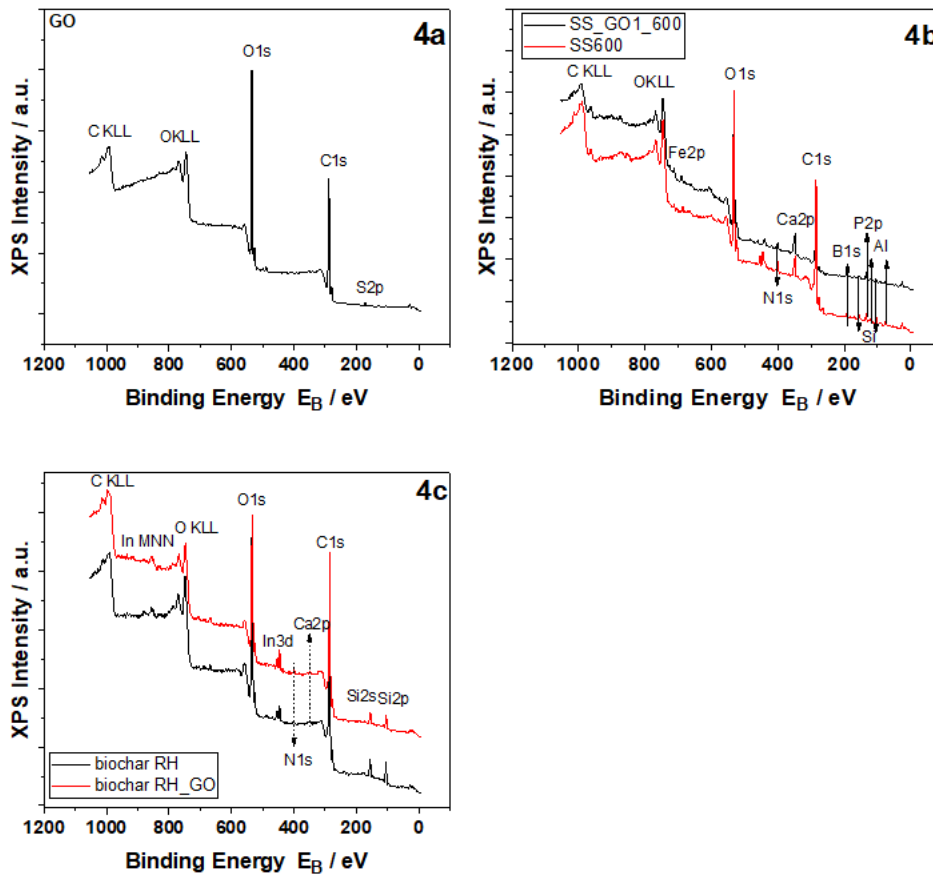 GO
4a
O1s
C KLL
OKLL
C1s
S2p
XPS Intensity / a.u.
1200 1000 800 600 400 200 0
Binding Energy E_B / eV
SS_GO1_600
SS600
4b
C KLL
OKLL
O1s
Fe2p
C1s
Ca2p
P2p
B1s
Al
N1s
Si
XPS Intensity / a.u.
1200 1000 800 600 400 200 0
Binding Energy E_B / eV
4c
C KLL
O1s
In MNN
O KLL
C1s
Ca2p
In3d
Si2s
Si2p
N1s
biochar RH
biochar RH_GO
XPS Intensity / a.u.
1200 1000 800 600 400 200 0
Binding Energy E_B / eV